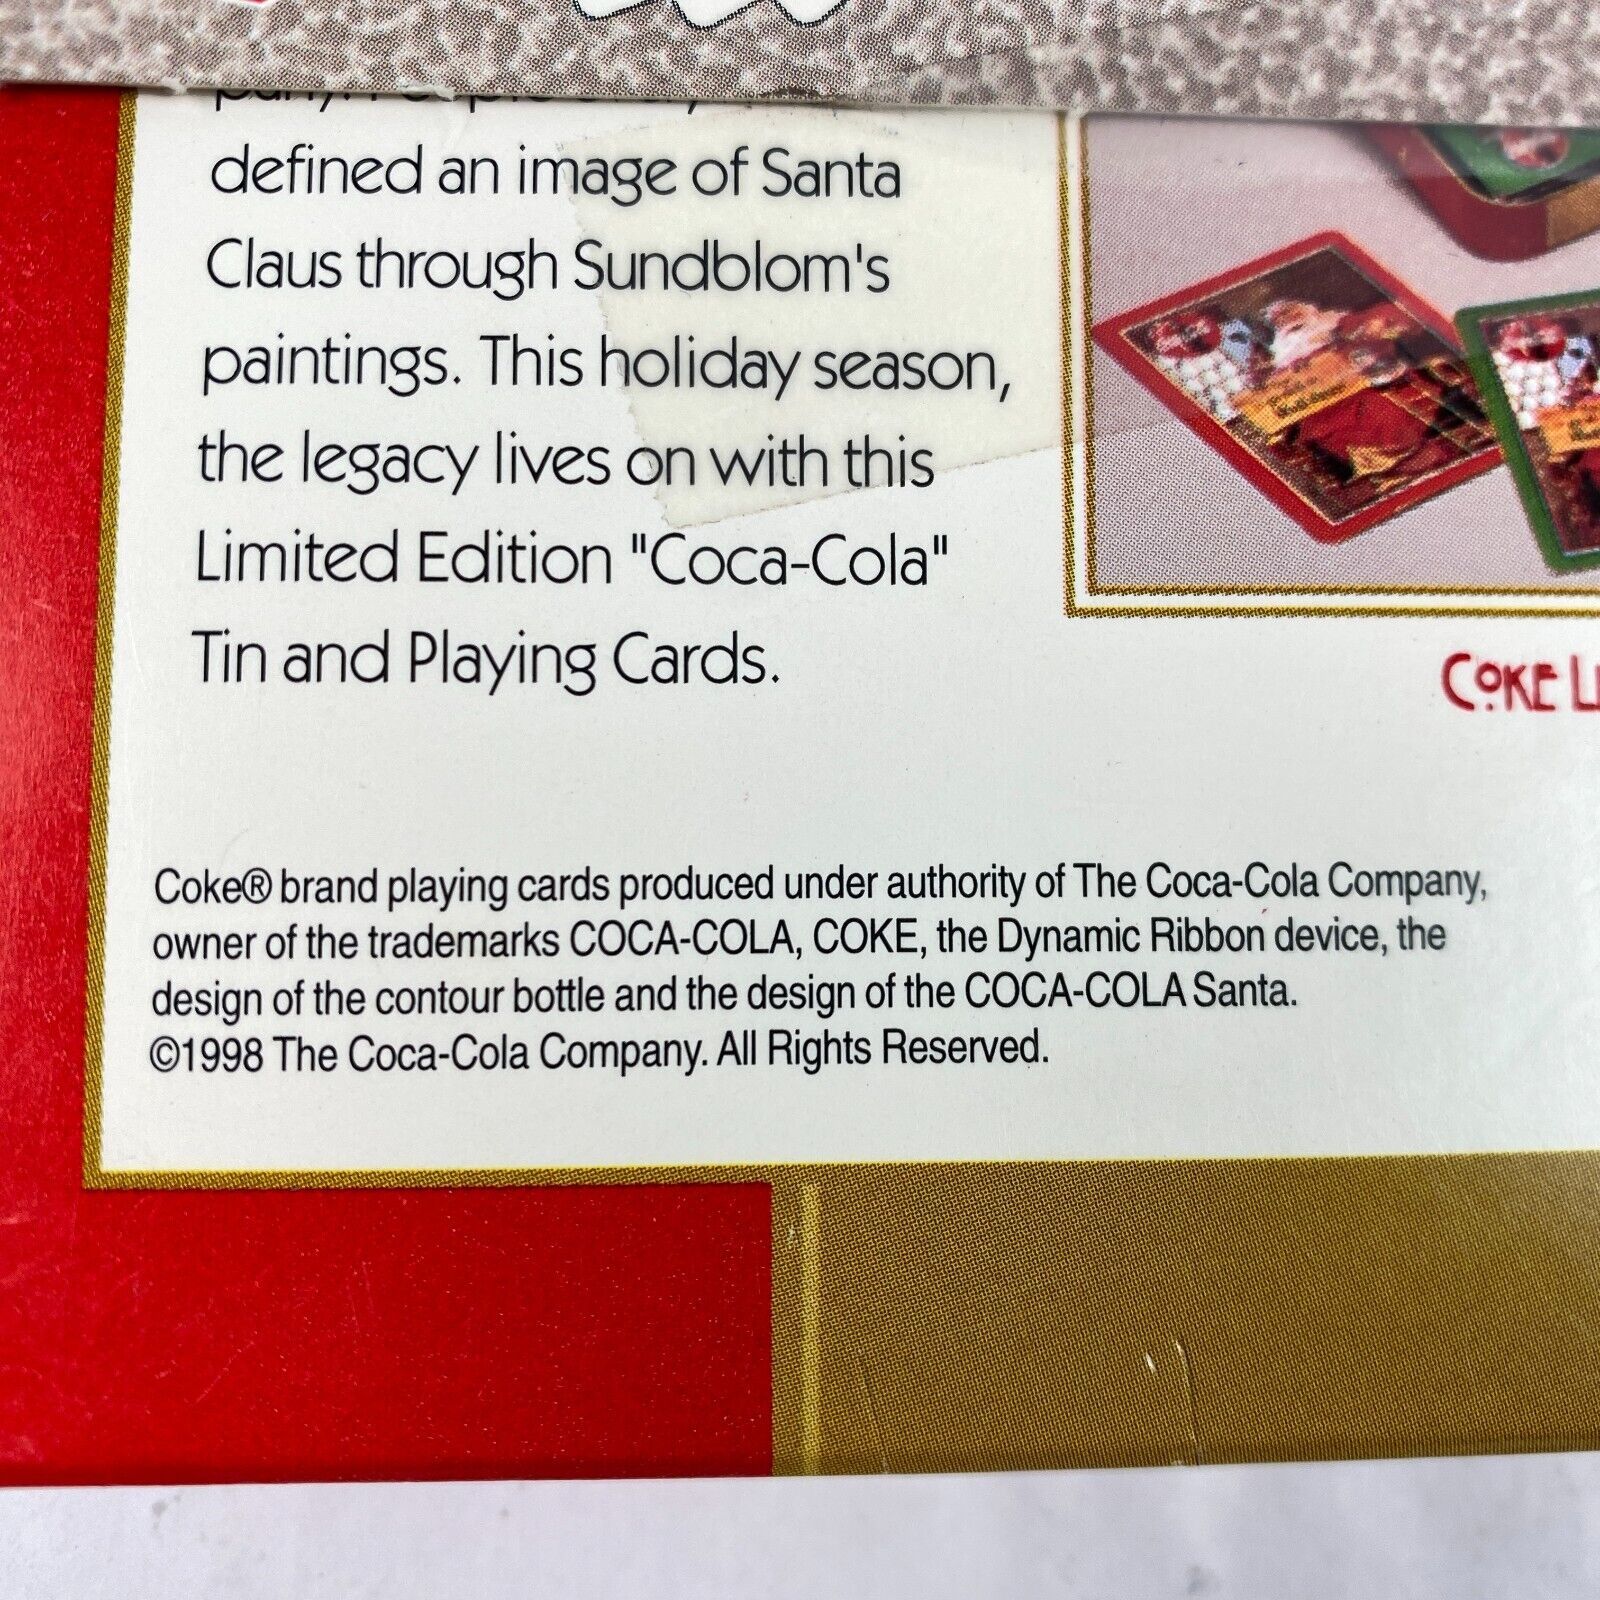 defined an image of Santa
Claus through Sundblom's
paintings. This holiday season,
the legacy lives on with this
Limited Edition "Coca-Cola"
Tin and Playing Cards.
COKE
Coke® brand playing cards produced under authority of The Coca-Cola Company,
owner of the trademarks COCA-COLA, COKE, the Dynamic Ribbon device, the
design of the contour bottle and the design of the COCA-COLA Santa.
©1998 The Coca-Cola Company. All Rights Reserved.